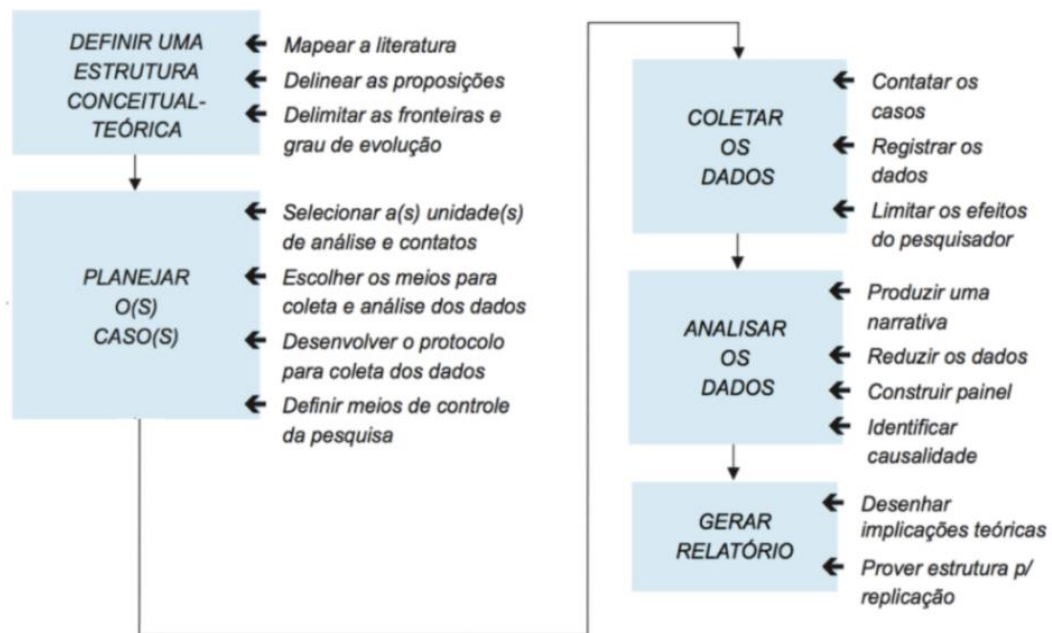 DEFINIR UMA
ESTRUTURA
CONCEITUAL-
TEÓRICA
Mapear a literatura
Delinear as proposições
Delimitar as fronteiras e
grau de evolução
PLANEJAR
O(S)
CASO(S)
Selecionar a(s) unidade(s)
de análise e contatos
Escolher os meios para
coleta e análise dos dados
Desenvolver o protocolo
para coleta dos dados
Definir meios de controle
da pesquisa
COLETAR
OS
DADOS
Contatar os
casos
Registrar os
dados
Limitar os efeitos
do pesquisador
ANALISAR
OS
DADOS
Produzir uma
narrativa
Reduzir os dados
Construir painel
Identificar
causalidade
GERAR
RELATÓRIO
Desenhar
implicações teóricas
Prover estrutura p/
replicação